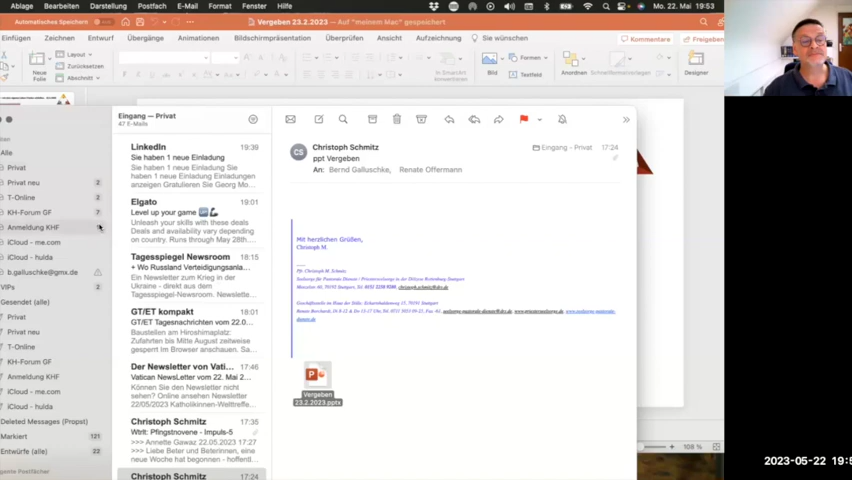 Ablage Bearbeiten Darstellung Postfach E-Mail Format Fenster Hilfe
Mo. 22. Mai 19:53
Automatisches Speichern
Vergeben 23.2.2023 — Auf "meinem Mac" gespeichert
Einfügen Zeichnen Entwurf Übergänge Animationen Bildschirmpräsentation Überprüfen Ansicht Aufzeichnen Sie wünschen
Kommentare Freigeben
Neue Folie
Layout
Zurücksetzen
Abschnitt
In SmartArt konvertieren
Bild
Formen
Textfeld
Anordnen
Schnellformatvorlagen
Designer
Alle
Privat
Privat neu 2
T-Online 2
KH-Forum GF 7
Anmeldung KHF
iCloud - me.com
iCloud - hulda
b.galluschke@gmx.de
VIPs 2
Gesendet (alle)
Privat
Privat neu
T-Online
KH-Forum GF
Anmeldung KHF
iCloud - me.com
iCloud - hulda
Deleted Messages (Propst)
Markiert 121
Entwürfe (alle) 22
Eingang — Privat
47 E-Mails
LinkedIn 19:39
Sie haben 1 neue Einladung
Sie haben 1 neue Einladung
Einladungen anzeigen
anzeigen Gratulieren Sie Georg Mo...
Elgato 19:01
Level up your game
Unleash your skills with these deals
Deals and availability vary depending
on country. Runs through May 28th...
Tagesspiegel Newsroom 18:15
+ Wo Russland Verteidigungsanla...
Ein Newsletter zum Krieg in der
Ukraine - direkt aus dem
Tagesspiegel-Newsroom...
GT/ET kompakt 18:01
GT/ET Tagesnachrichten vom 22.0...
Baustellen am Hiroshimaplatz:
Zufahrten bis Mitte August zeitweise
gesperrt Im Browser anschauen. Sa...
Der Newsletter von Vati... 17:46
Vatican NewsLetter vom 22. Mai 2...
Können Sie den Newsletter nicht
sehen? Online ansehen Newsletter
22/05/2023 Katholikinnen-Welttreffe...
Christoph Schmitz 17:35
Wtrlt: Pfingstnovene - Impuls-5
>>> Annette Gawaz 22.05.2023 17:27
>>> Liebe Beter und Beterinnen, eine
neue Woche hat begonnen - hoffentl...
Christoph Schmitz 17:24
CS
Christoph Schmitz
Eingang - Privat 17:24
ppt Vergeben
An: Bernd Galluschke, Renate Offermann
Mit herzlichen Grüßen,
Christoph M.
Vergeben
23.2.2023.pptx
109 %
2023-05-22 19:5